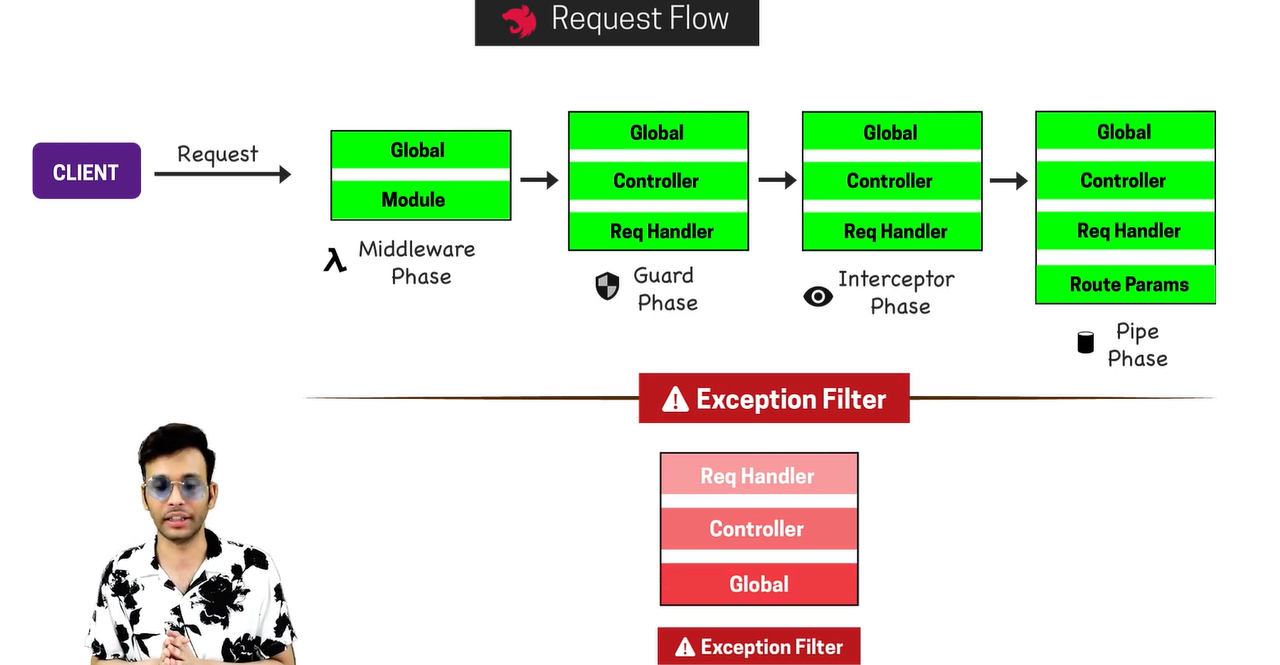 Request Flow
CLIENT
Request
Global
Module
Middleware
Phase
Global
Controller
Req Handler
Guard
Phase
Global
Controller
Req Handler
Interceptor
Phase
Global
Controller
Req Handler
Route Params
Pipe
Phase
Exception Filter
Req Handler
Controller
Global
Exception Filter